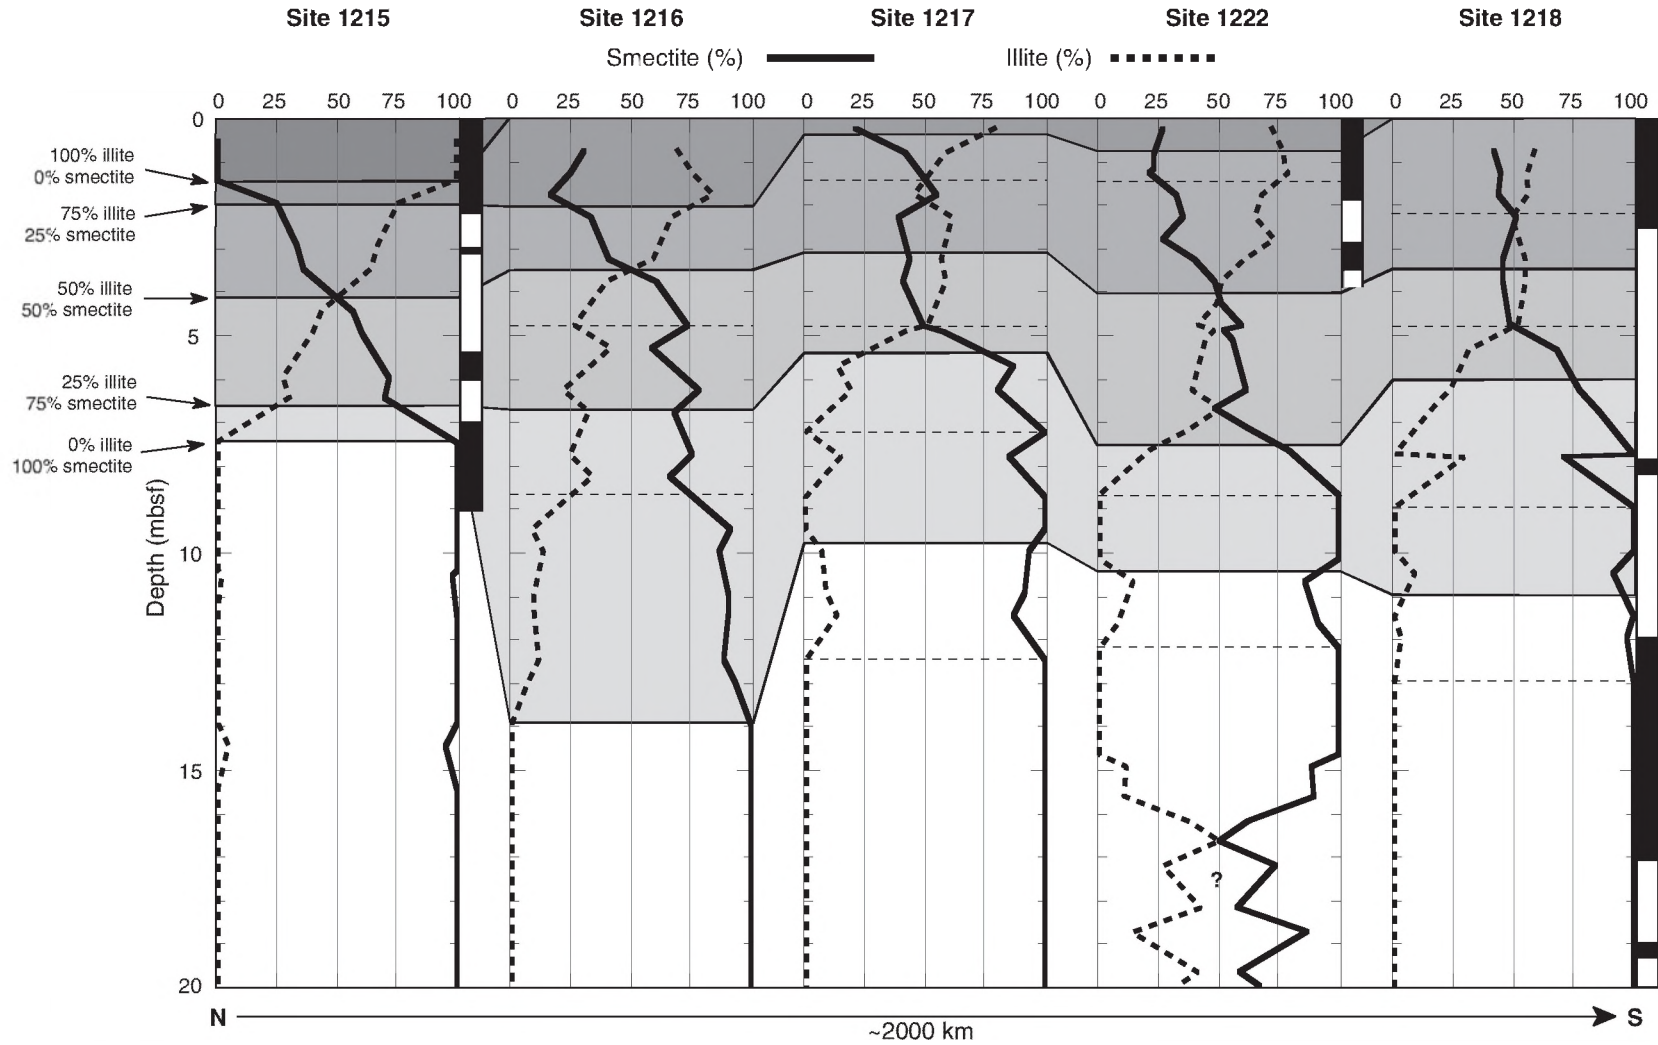 Site 1215 Site 1216 Site 1217 Site 1222 Site 1218
Smectite (%) Illite (%)
0 25 50 75 100 0 25 50 75 100 0 25 50 75 100 0 25 50 75 100 0 25 50 75 100
0
100% illite
0% smectite
75% illite
25% smectite
50% illite
50% smectite
5
25% illite
75% smectite
0% illite
100% smectite
Depth (mbsf)
10
15
?
20
N S
~2000 km